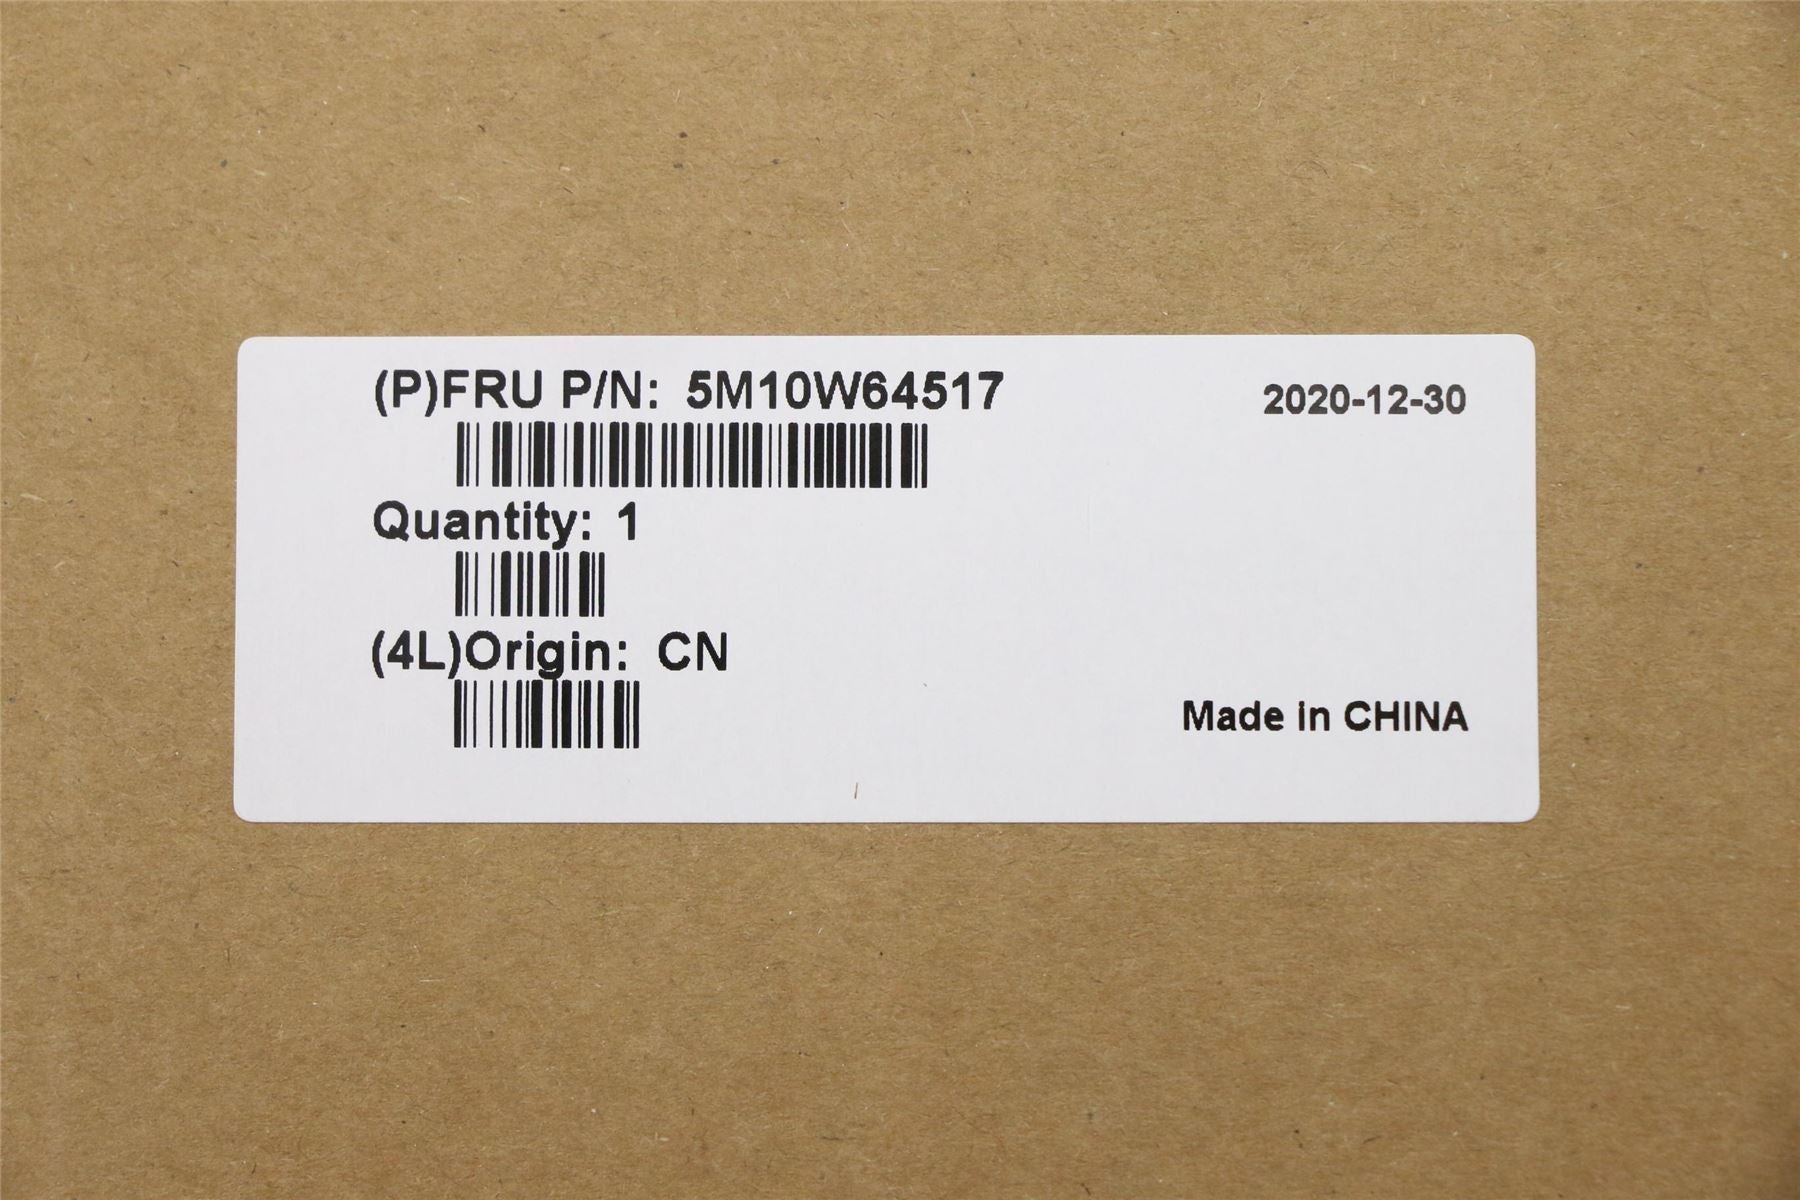 (P)FRU P/N: 5M10W64517
2020-12-30
Quantity: 1
(4L)Origin: CN
Made in CHINA